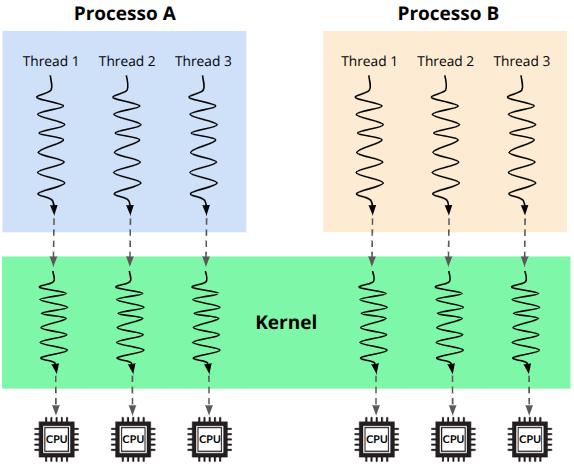 Processo A
Processo B
Thread 1 Thread 2 Thread 3
Thread 1 Thread 2 Thread 3
Kernel
CPU CPU CPU CPU CPU CPU